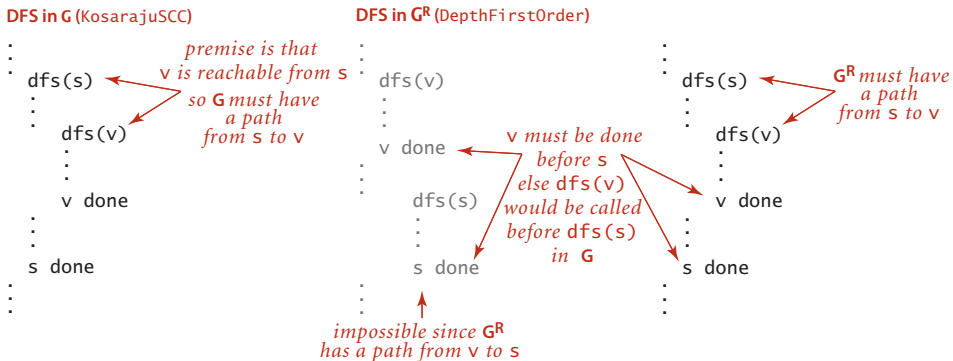 DFS in G (KosarajuSCC)
premise is that
v is reachable from s
so G must have
a path
from s to v
dfs(s)
dfs(v)
v done
s done
DFS in G^R (DepthFirstOrder)
dfs(v)
v done
dfs(s)
s done
impossible since G^R
has a path from v to s
v must be done
before s
else dfs(v)
would be called
before dfs(s)
in G
dfs(s)
dfs(v)
v done
s done
G^R must have
a path
from s to v